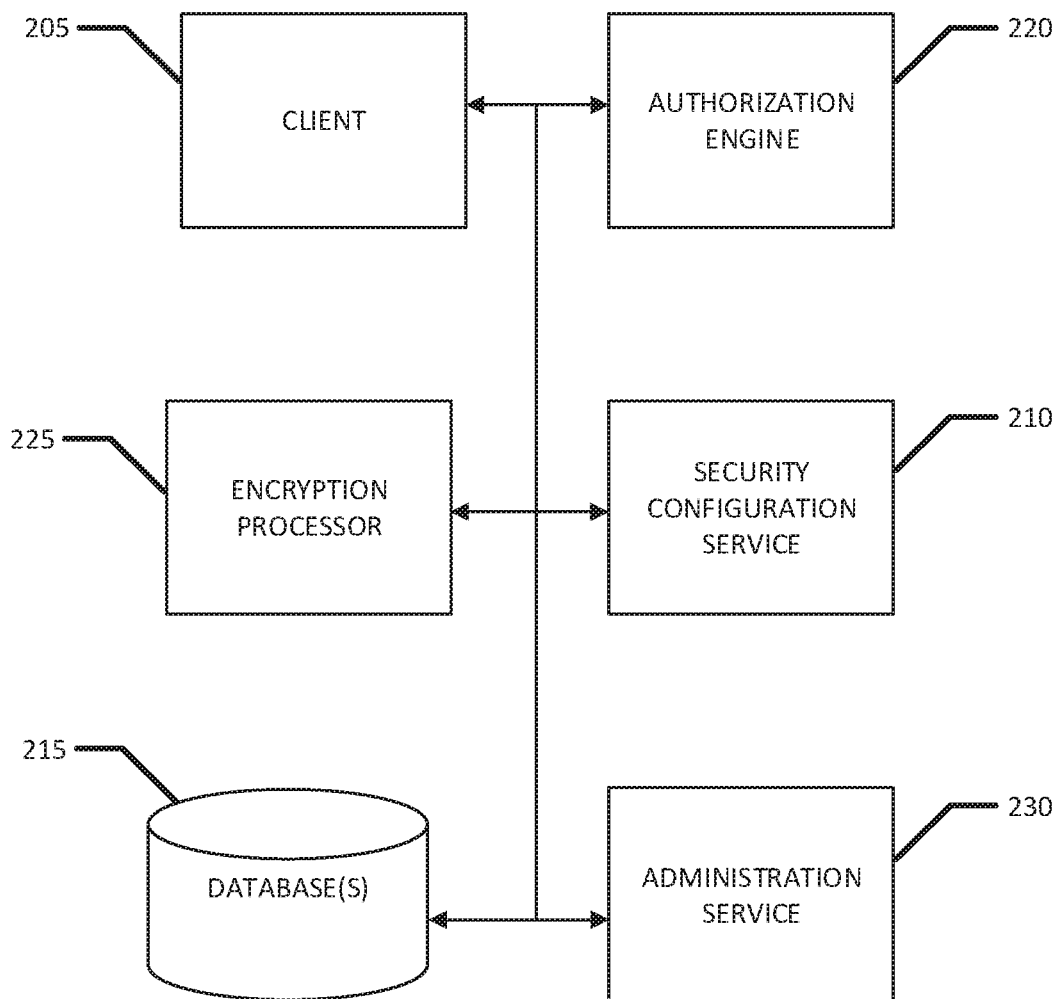 205
CLIENT
220
AUTHORIZATION
ENGINE
225
ENCRYPTION
PROCESSOR
210
SECURITY
CONFIGURATION
SERVICE
215
DATABASE(S)
230
ADMINISTRATION
SERVICE